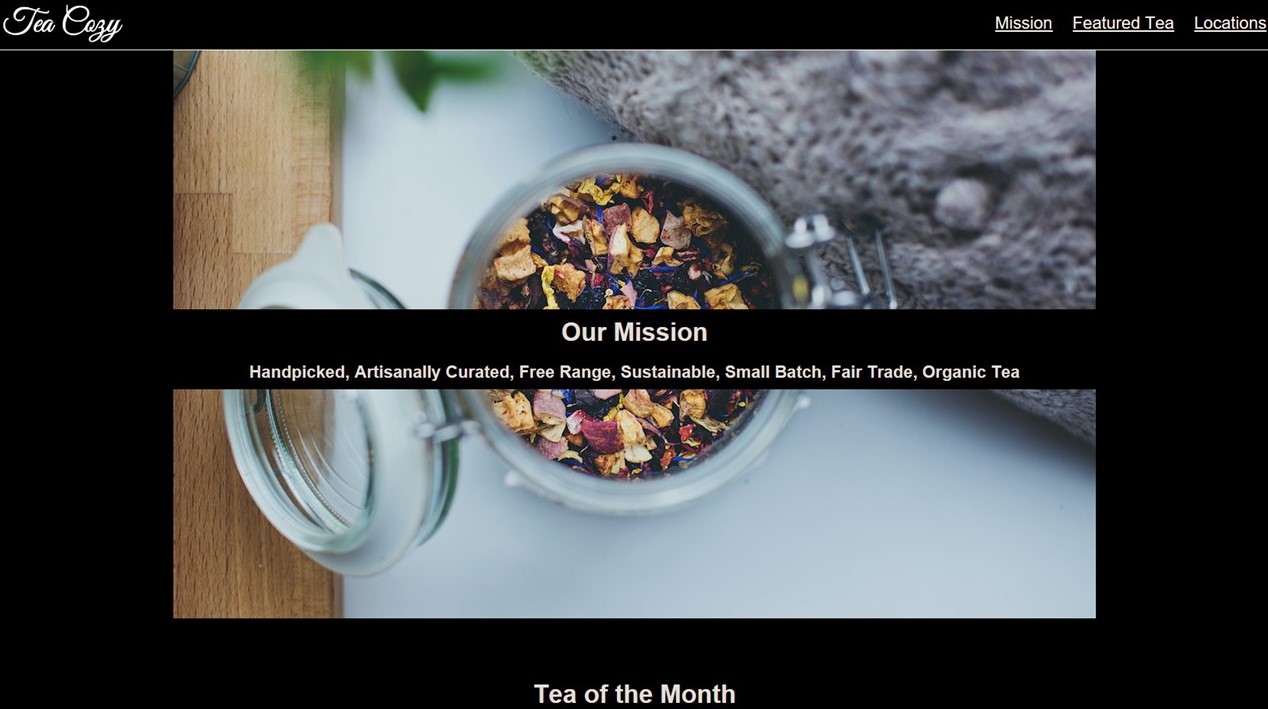 Tea Cozy
Mission Featured Tea Locations
Our Mission
Handpicked, Artisanally Curated, Free Range, Sustainable, Small Batch, Fair Trade, Organic Tea
Tea of the Month